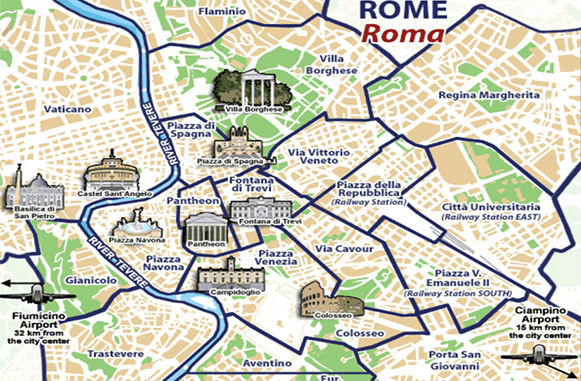 ROME
Roma
Flaminio
Villa
Borghese
Regina Margherita
Vaticano
Villa Borghese
Piazza di
Spagna
RIVER TEVERE
Piazza di Spagna
Via Vittorio
Veneto
Castel Sant'Angelo
Fontana
di Trevi
Piazza della
Repubblica
(Railway Station)
Basilica di
San Pietro
Pantheon
Città Universitaria
(Railway Station EAST)
Fontana di Trevi
Piazza Navona
Pantheon
RIVER TEVERE
Piazza
Navona
Piazza
Venezia
Via Cavour
Piazza V.
Emanuele II
(Railway Station SOUTH)
Gianicolo
Campidoglio
Colosseo
Fiumicino
Airport
32 km from
the city center
Ciampino
Airport
15 km from
the city center
Colosseo
Trastevere
Aventino
Porta San
Giovanni
Eur